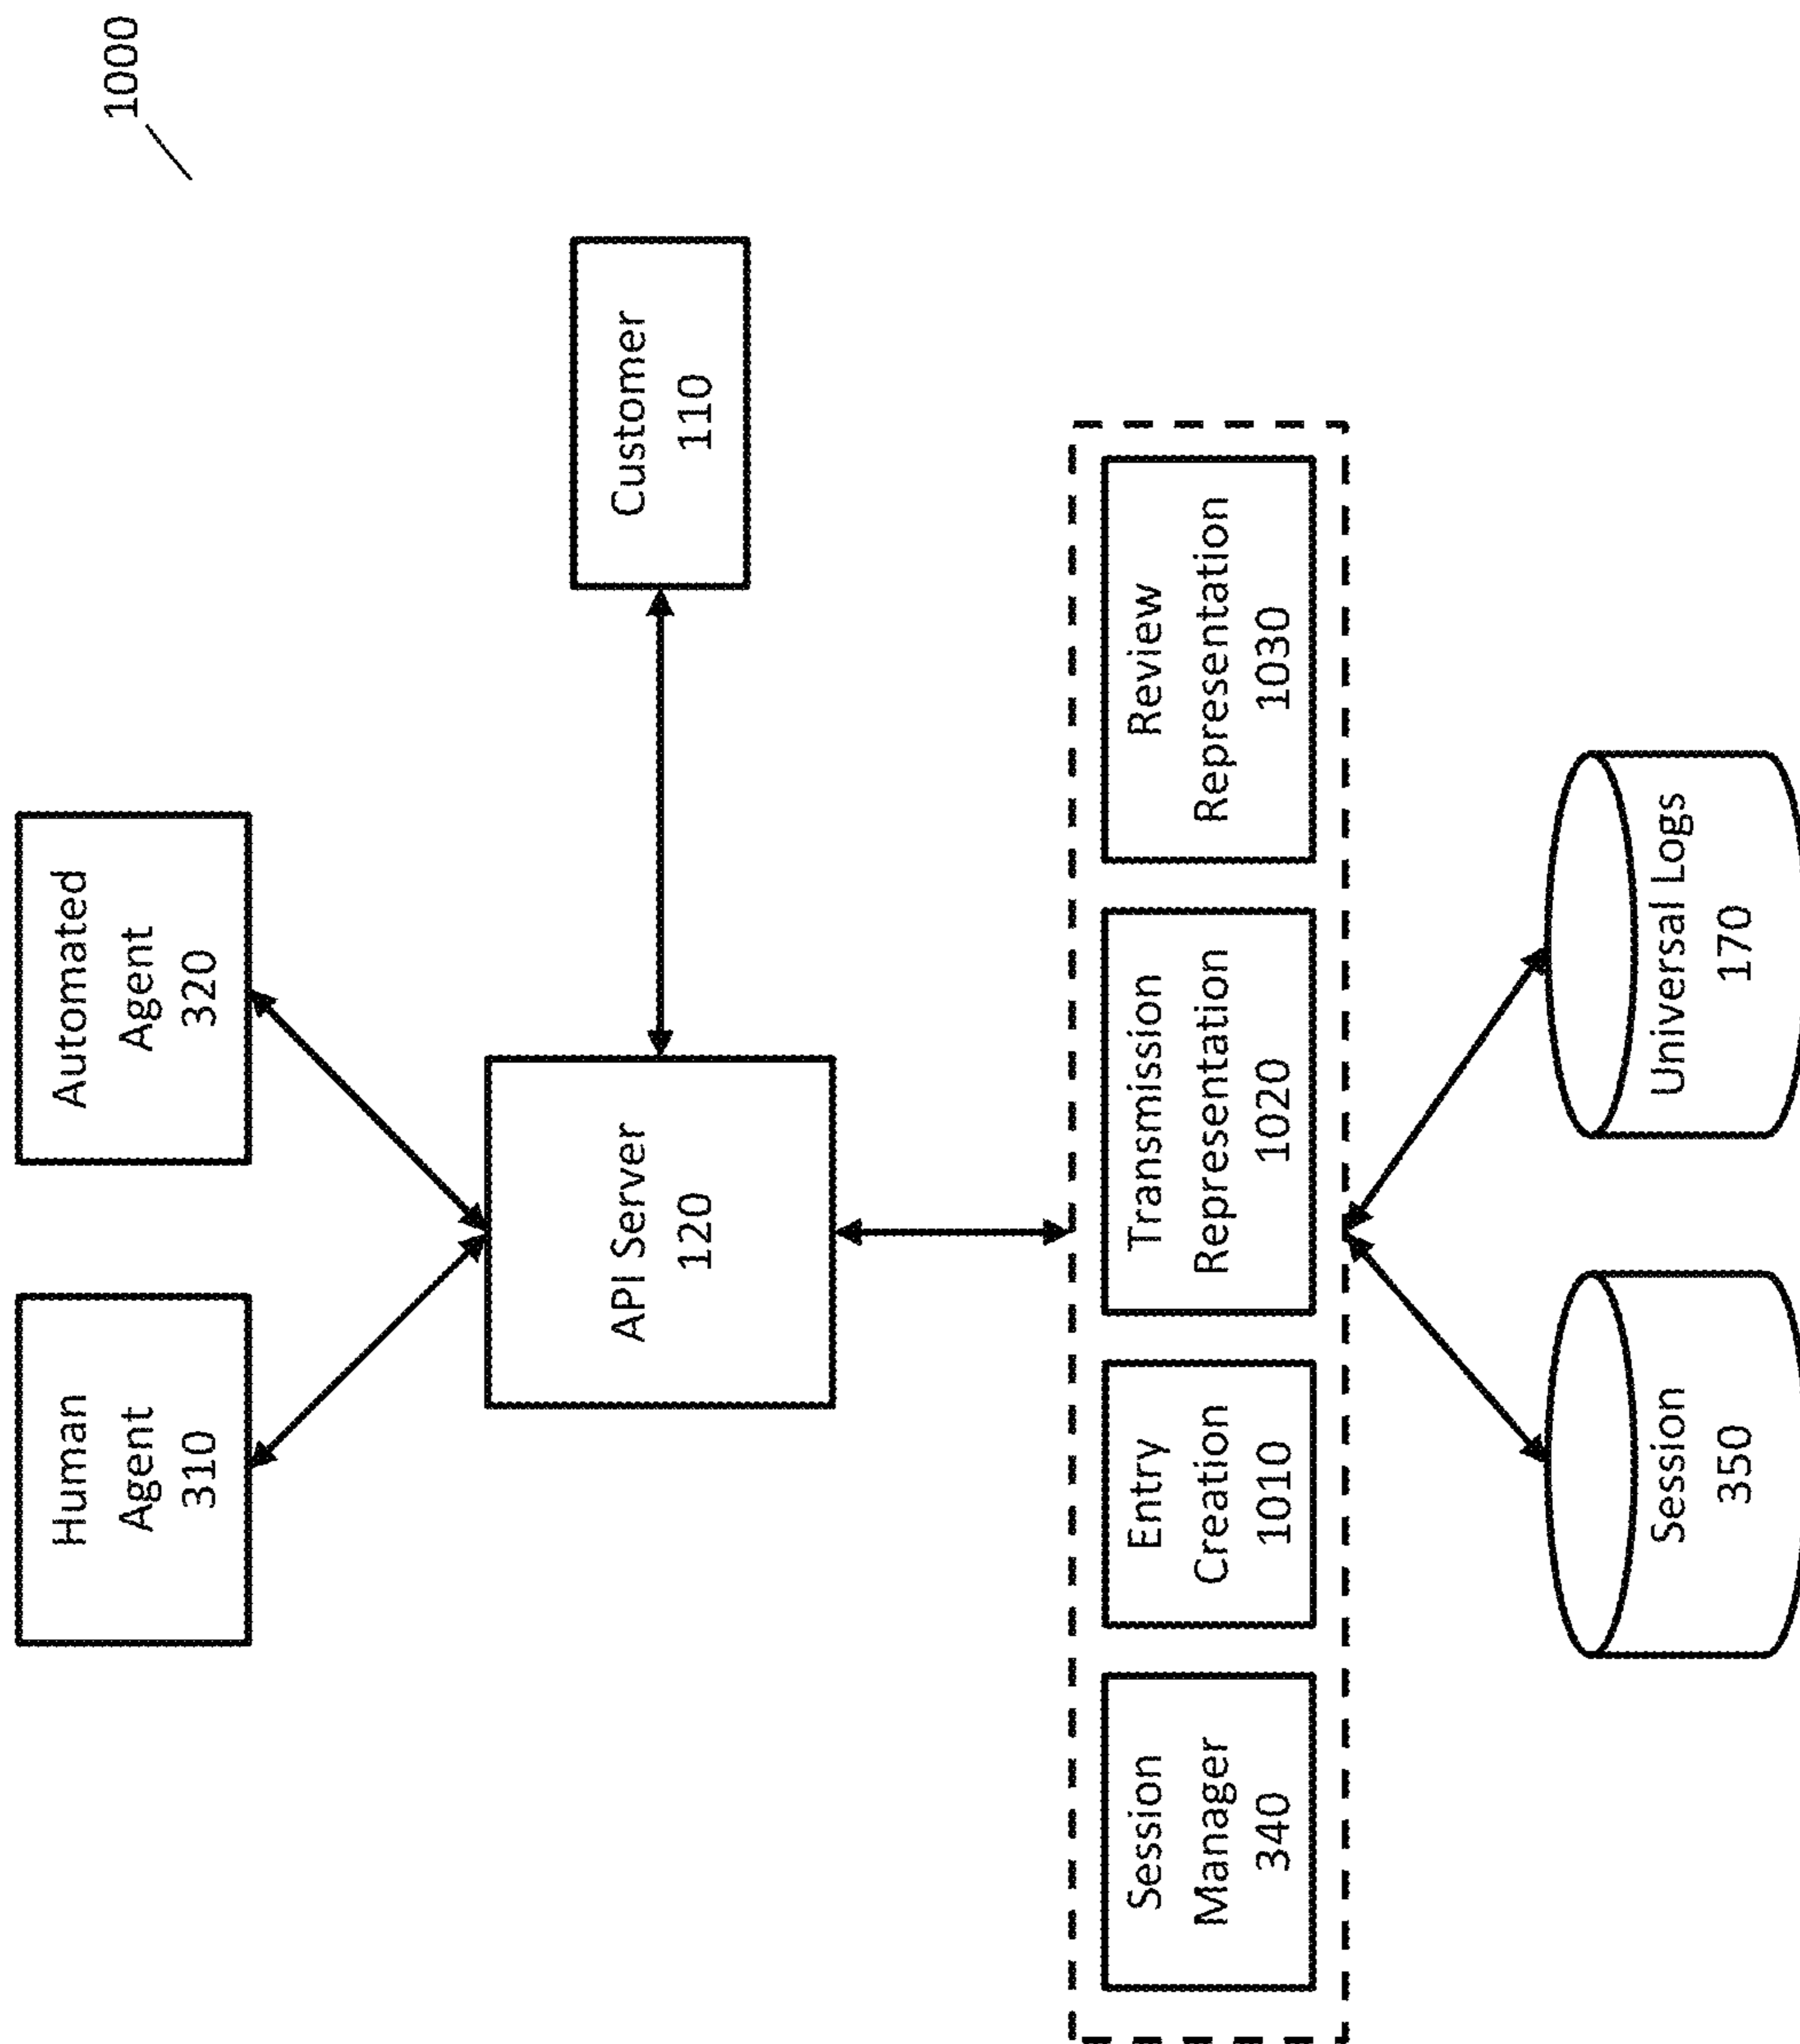 1000
Human
Agent
310
Automated
Agent
320
API Server
120
Customer
110
Session
Manager
340
Entry
Creation
1010
Transmission
Representation
1020
Review
Representation
1030
Session
350
Universal Logs
170